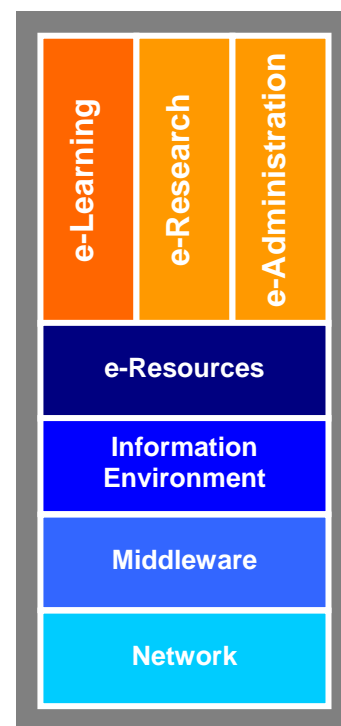 e-Learning
e-Research
e-Administration
e-Resources
Information
Environment
Middleware
Network